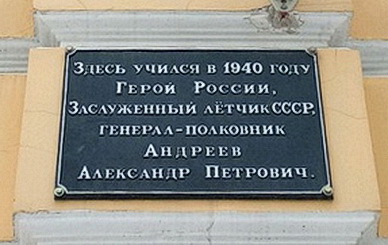 Здесь учился в 1940 году
Герой России,
Заслуженный лётчик СССР,
генерал-полковник
Андреев
Александр Петрович.